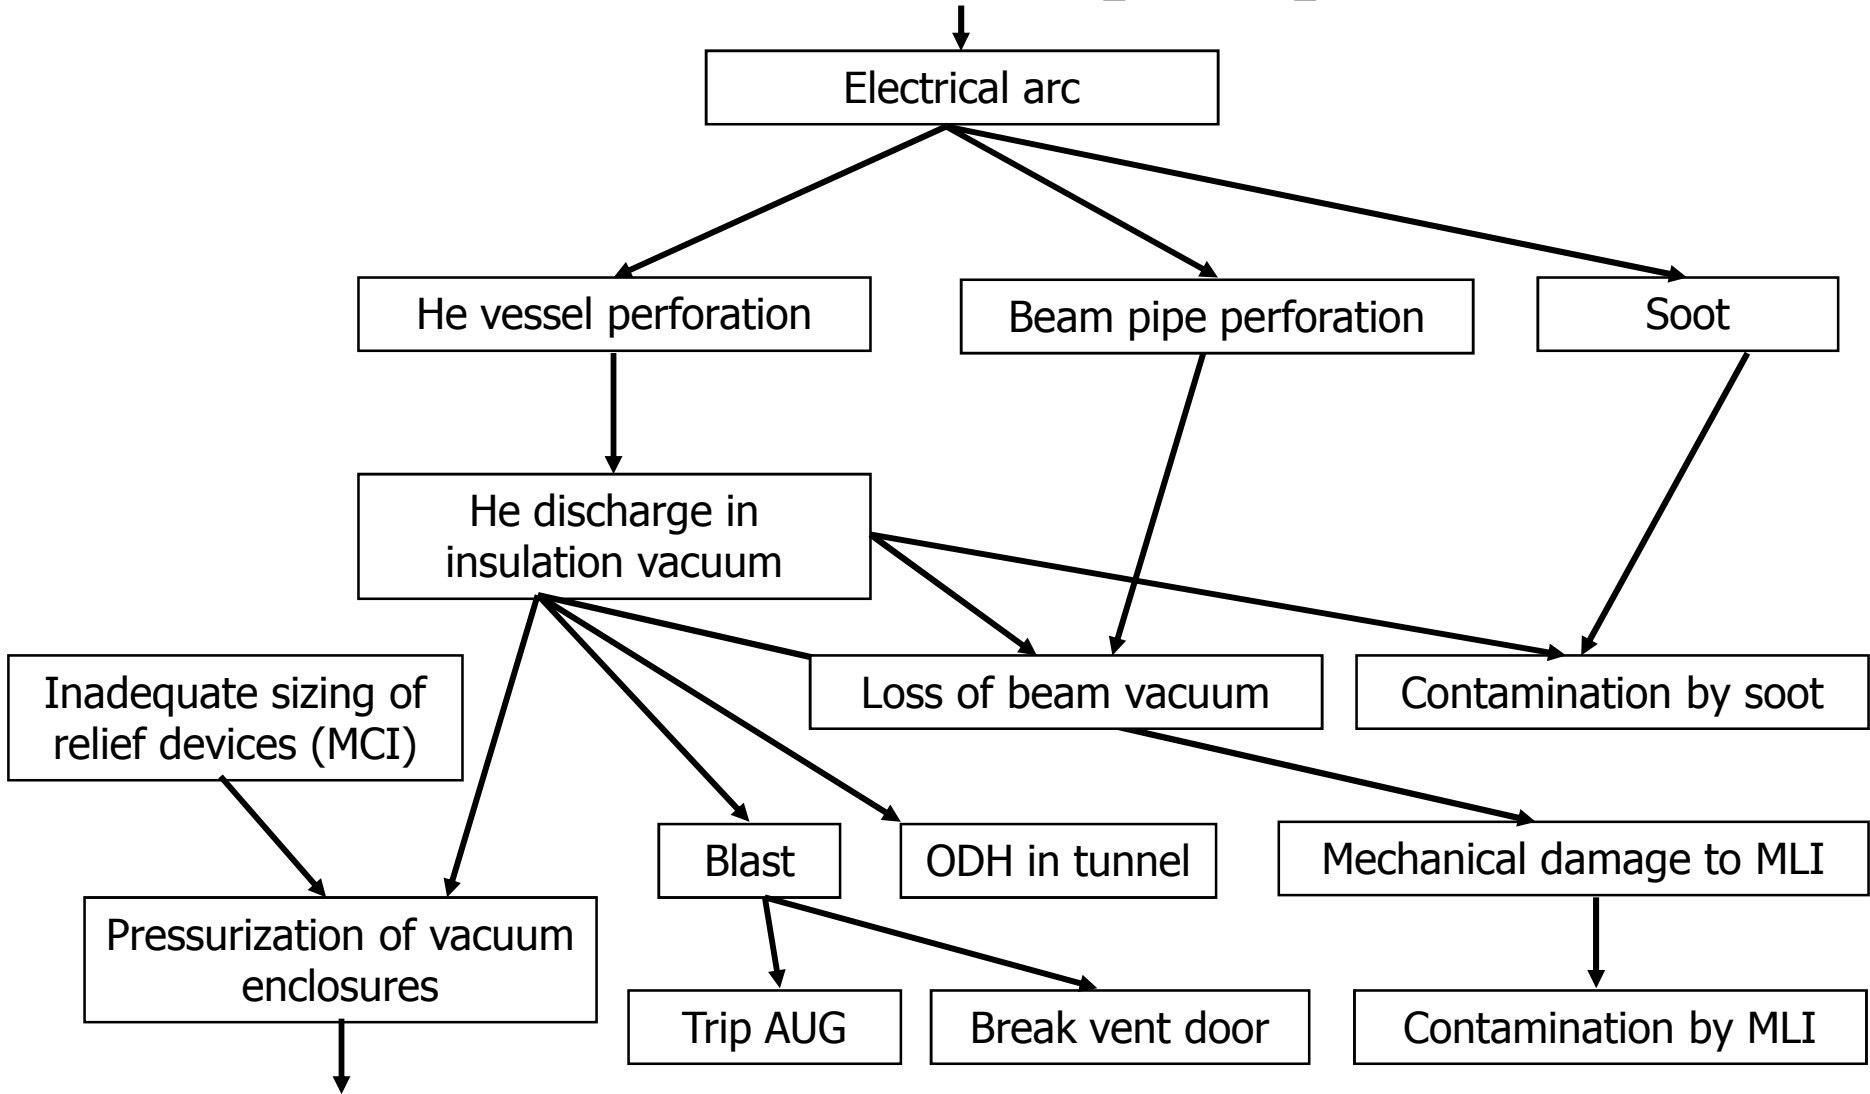 Electrical arc
He vessel perforation
Beam pipe perforation
Soot
He discharge in
insulation vacuum
Inadequate sizing of
relief devices (MCI)
Loss of beam vacuum
Contamination by soot
Blast
ODH in tunnel
Mechanical damage to MLI
Pressurization of vacuum
enclosures
Trip AUG
Break vent door
Contamination by MLI